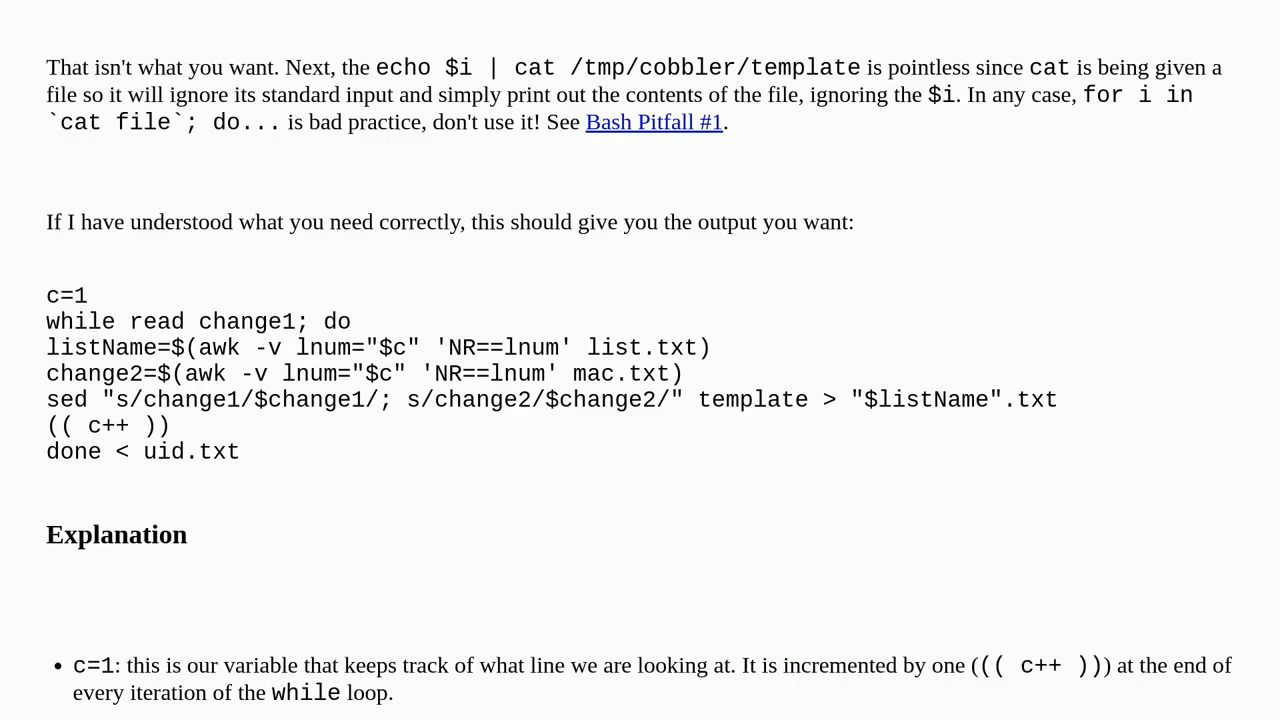 That isn't what you want. Next, the echo $i | cat /tmp/cobbler/template is pointless since cat is being given a
file so it will ignore its standard input and simply print out the contents of the file, ignoring the $i. In any case, for i in
`cat file`; do... is bad practice, don't use it! See Bash Pitfall #1.
If I have understood what you need correctly, this should give you the output you want:
c=1
while read change1; do
listName=$(awk -v lnum="$c" 'NR==lnum' list.txt)
change2=$(awk -v lnum="$c" 'NR==lnum' mac.txt)
sed "s/change1/$change1/; s/change2/$change2/" template > "$listName".txt
(( c++ ))
done < uid.txt
Explanation
• c=1: this is our variable that keeps track of what line we are looking at. It is incremented by one ((( c++ ))) at the end of
every iteration of the while loop.